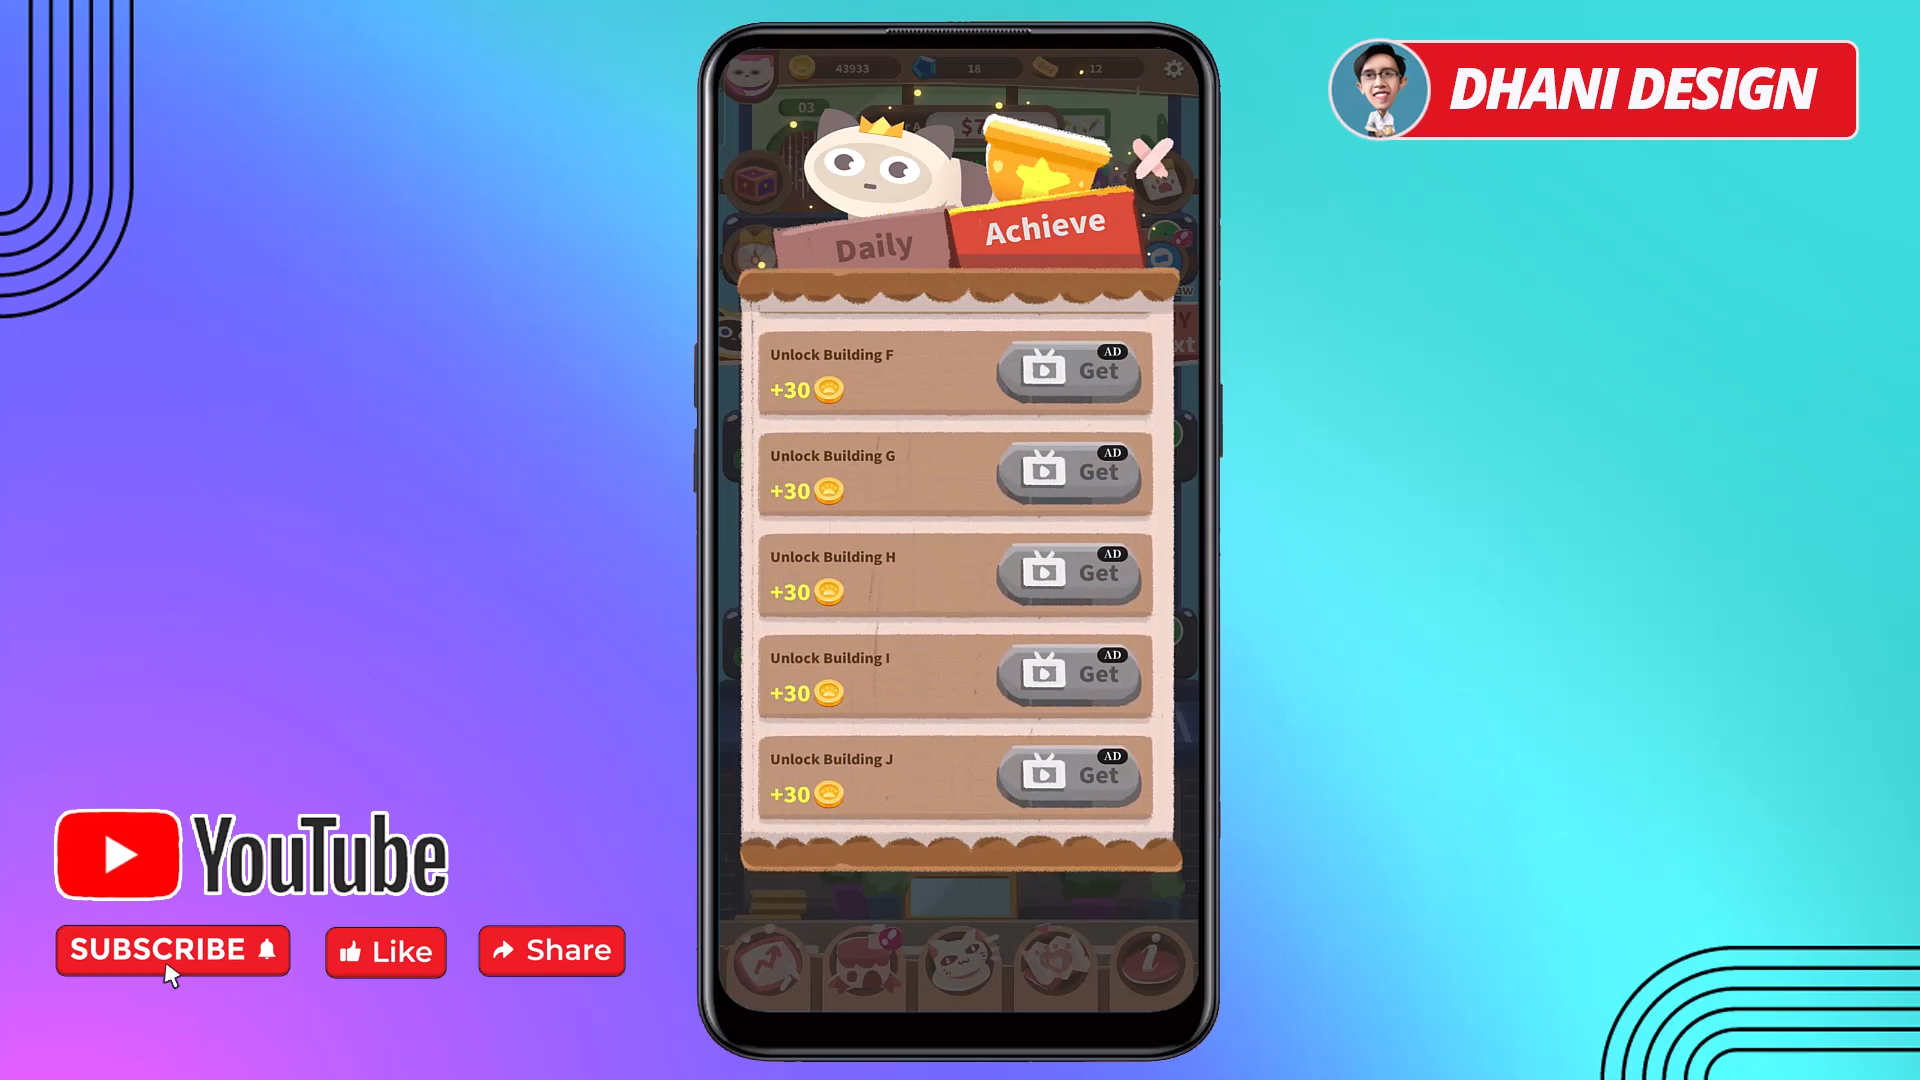 43933
18
12
03
Daily
Achieve
Unlock Building F
+30
AD
Get
Unlock Building G
+30
AD
Get
Unlock Building H
+30
AD
Get
Unlock Building I
+30
AD
Get
Unlock Building J
+30
AD
Get
DHANI DESIGN
YouTube
SUBSCRIBE
Like
Share